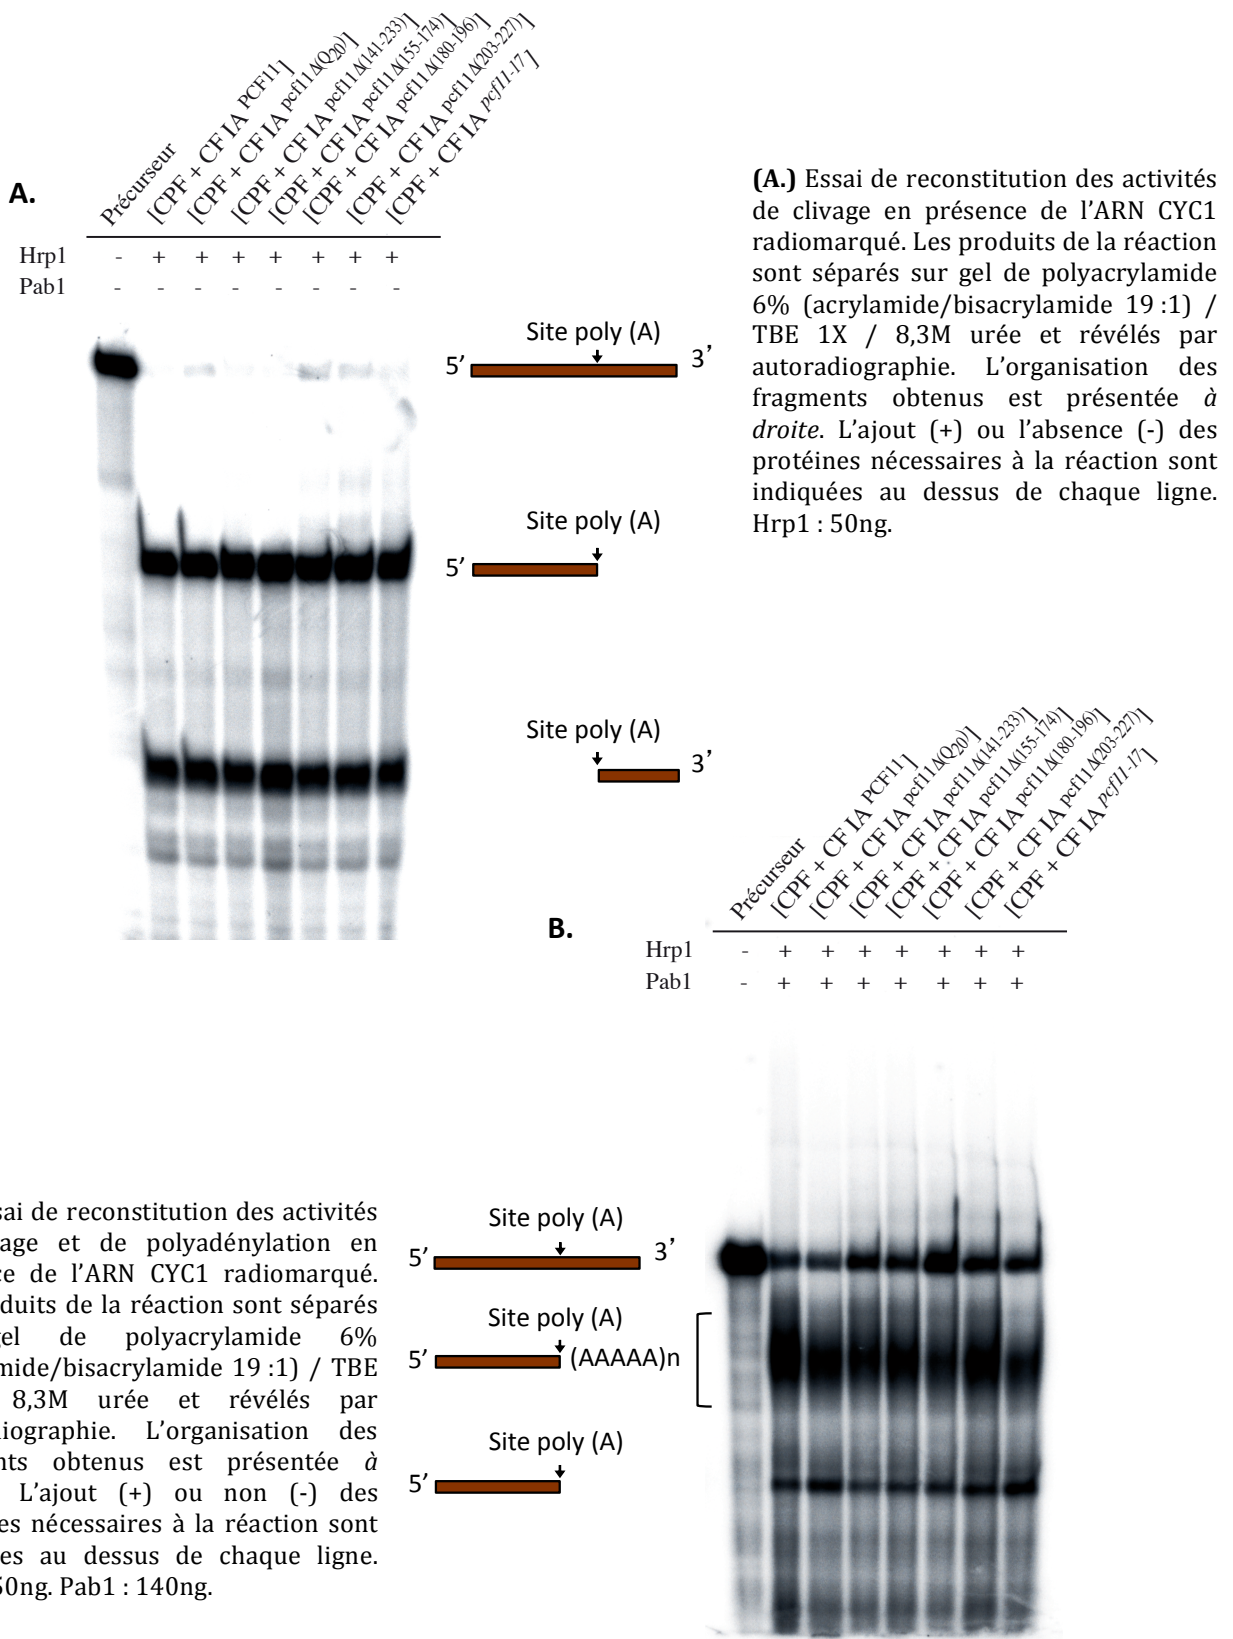 A.
Précurseur
[CPF + CF IA PCF11]
[CPF + CF IA pcf11Δ(Q20)]
[CPF + CF IA pcf11Δ(141-233)]
[CPF + CF IA pcf11Δ(155-174)]
[CPF + CF IA pcf11Δ(180-196)]
[CPF + CF IA pcf11Δ(203-227)]
[CPF + CF IA pcf11-17]
Hrp1 - + + + + + + +
Pab1 - - - - - - - -
Site poly (A)
5’ 3’
Site poly (A)
5’
Site poly (A)
3’
(A.) Essai de reconstitution des activités
de clivage en présence de l’ARN CYC1
radiomarqué. Les produits de la réaction
sont séparés sur gel de polyacrylamide
6% (acrylamide/bisacrylamide 19 :1) /
TBE 1X / 8,3M urée et révélés par
autoradiographie. L’organisation des
fragments obtenus est présentée à
droite. L’ajout (+) ou l’absence (-) des
protéines nécessaires à la réaction sont
indiquées au dessus de chaque ligne.
Hrp1 : 50ng.
B.
Précurseur
[CPF + CF IA PCF11]
[CPF + CF IA pcf11Δ(Q20)]
[CPF + CF IA pcf11Δ(141-233)]
[CPF + CF IA pcf11Δ(155-174)]
[CPF + CF IA pcf11Δ(180-196)]
[CPF + CF IA pcf11Δ(203-227)]
[CPF + CF IA pcf11-17]
Hrp1 - + + + + + + +
Pab1 - + + + + + + +
sai de reconstitution des activités
age et de polyadénylation en
ce de l’ARN CYC1 radiomarqué.
duits de la réaction sont séparés
gel de polyacrylamide 6%
mide/bisacrylamide 19 :1) / TBE
8,3M urée et révélés par
diographie. L’organisation des
nts obtenus est présentée à
L’ajout (+) ou non (-) des
es nécessaires à la réaction sont
es au dessus de chaque ligne.
50ng. Pab1 : 140ng.
Site poly (A)
5’ 3’
Site poly (A)
5’ (AAAAA)n
Site poly (A)
5’